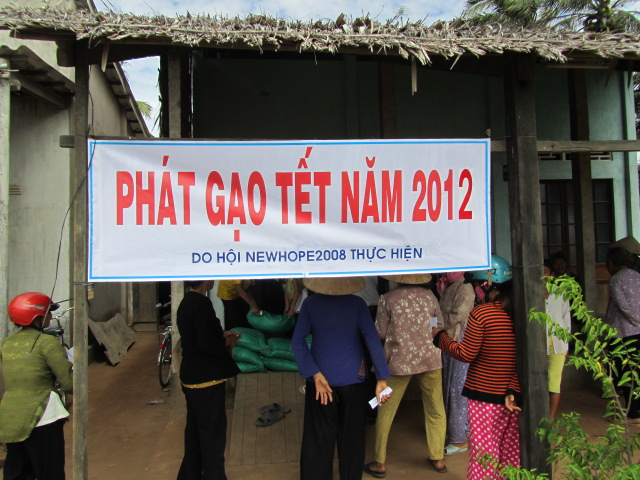 PHÁT GẠO TẾT NĂM 2012
DO HỘI NEWHOPE2008 THỰC HIỆN